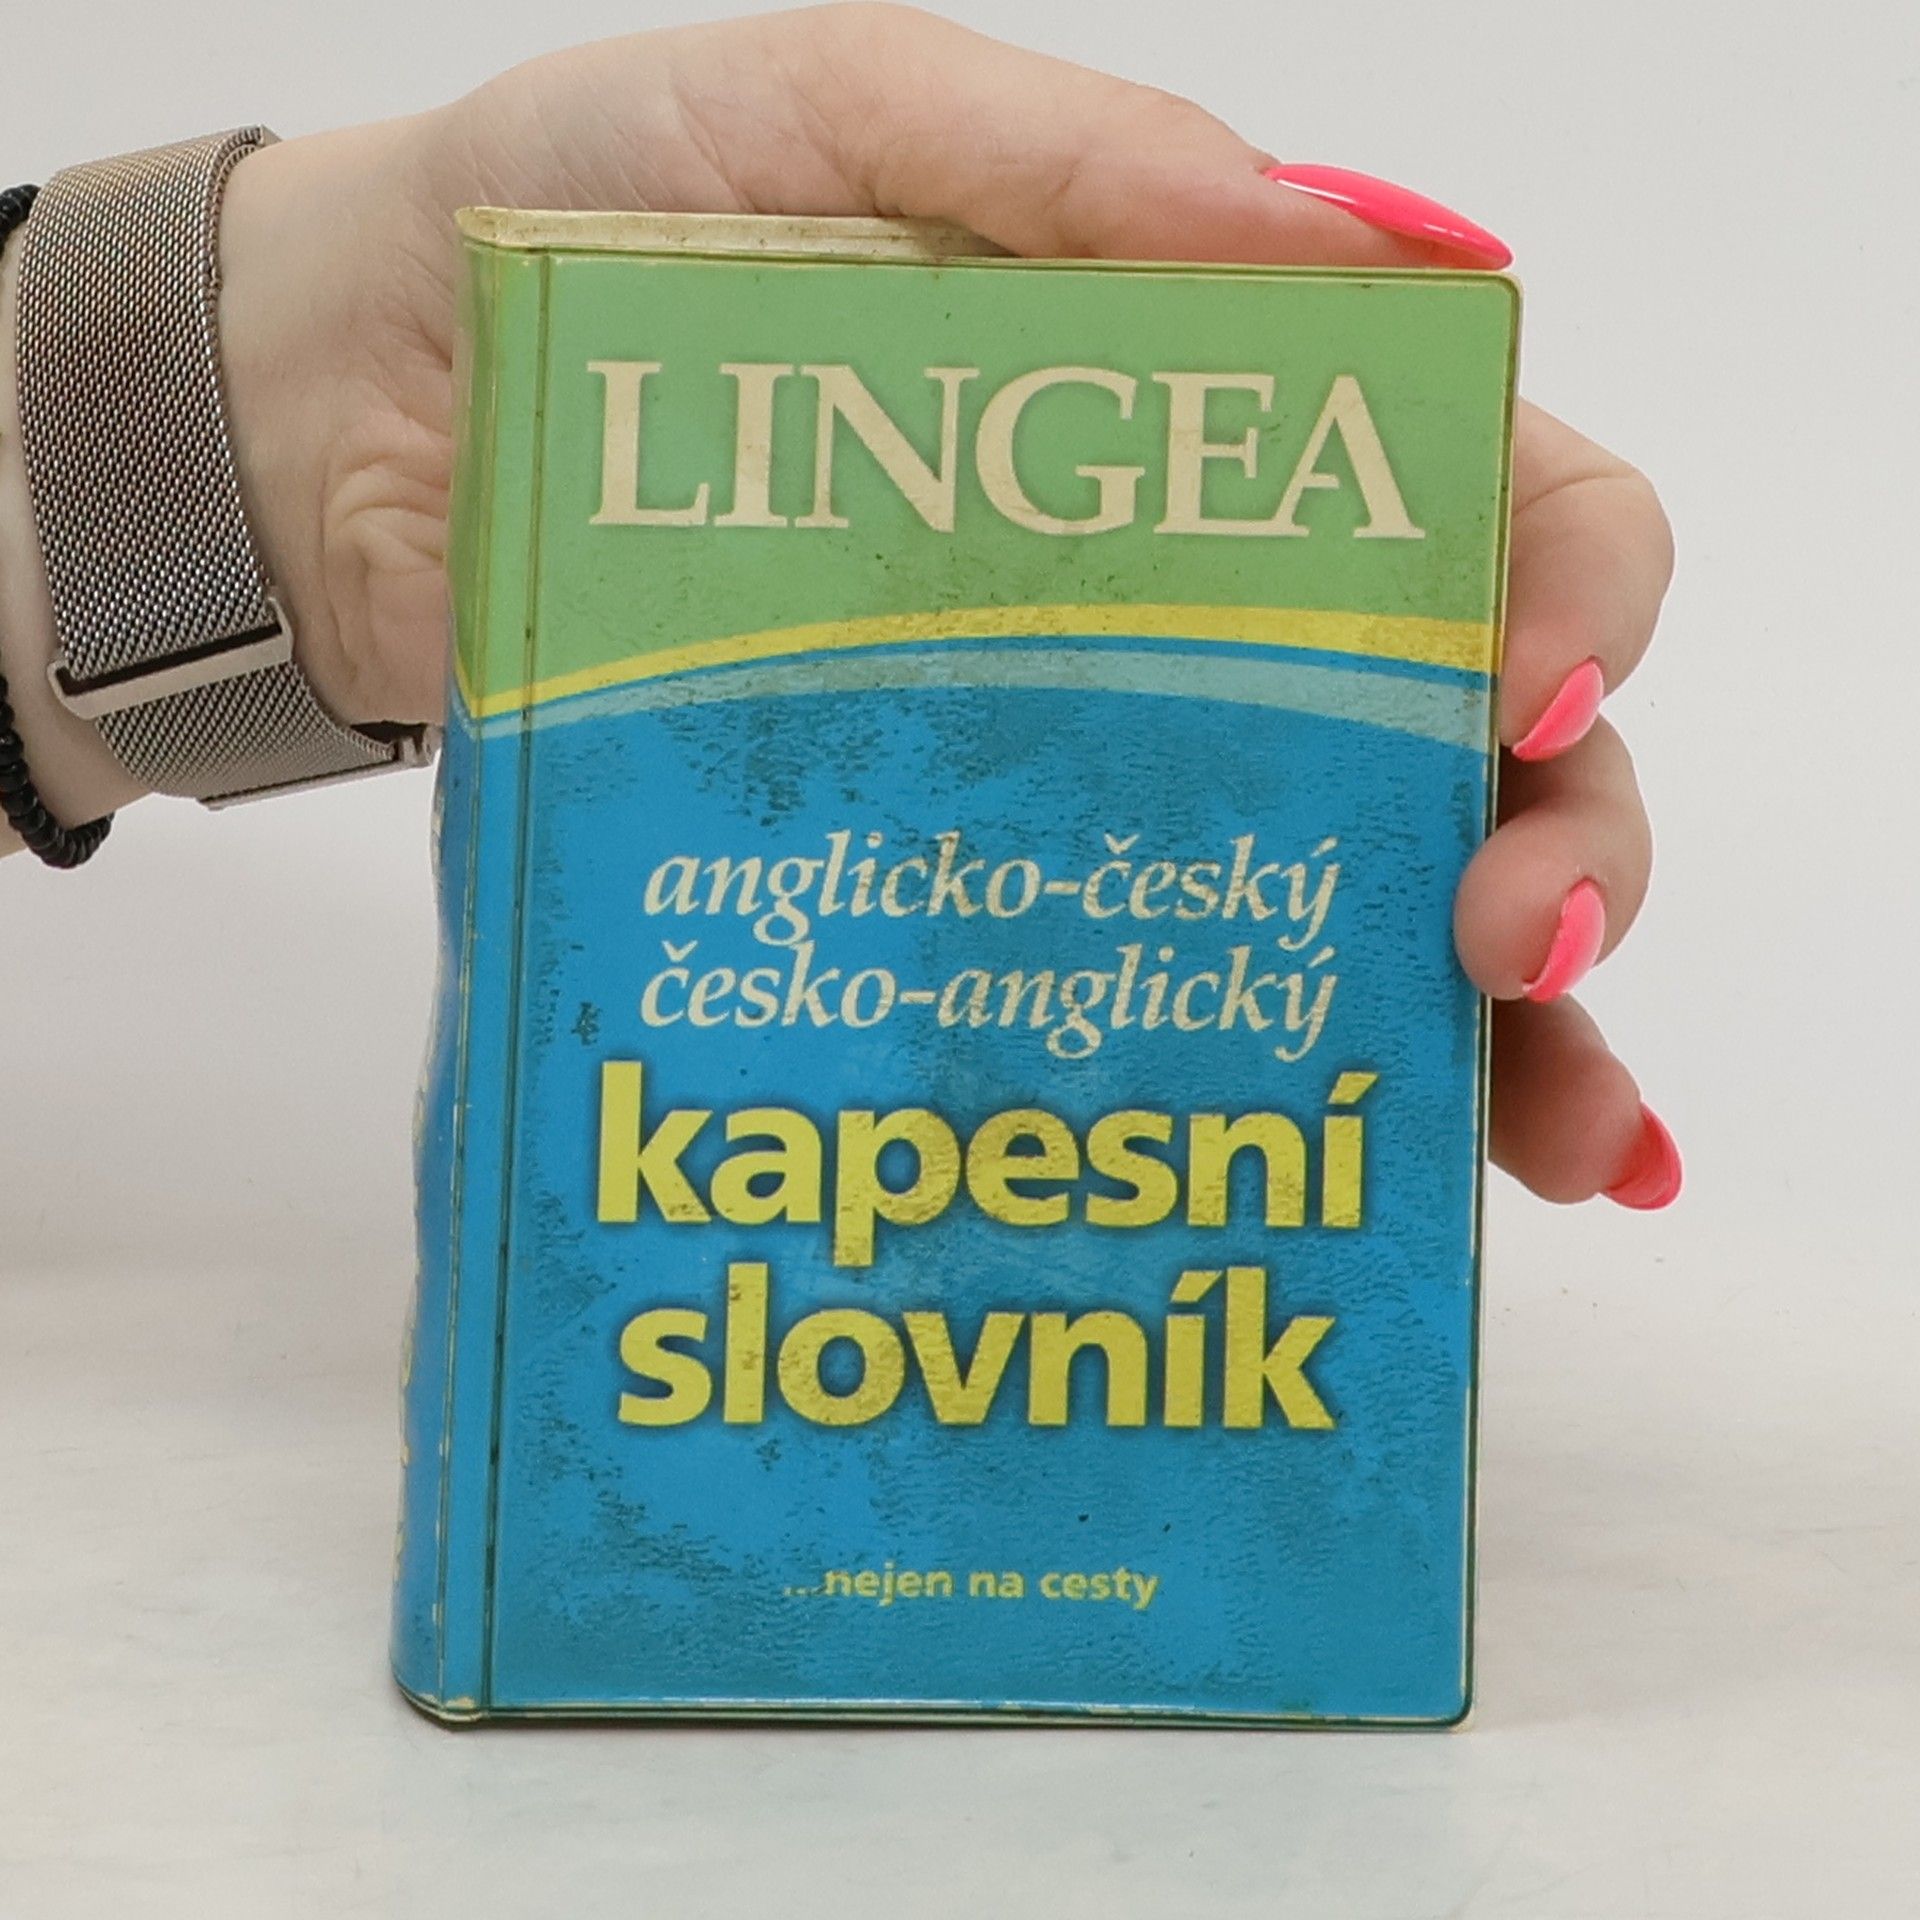 LINGEA
anglicko-český
česko-anglický
kapesní
slovník
...nejen na cesty